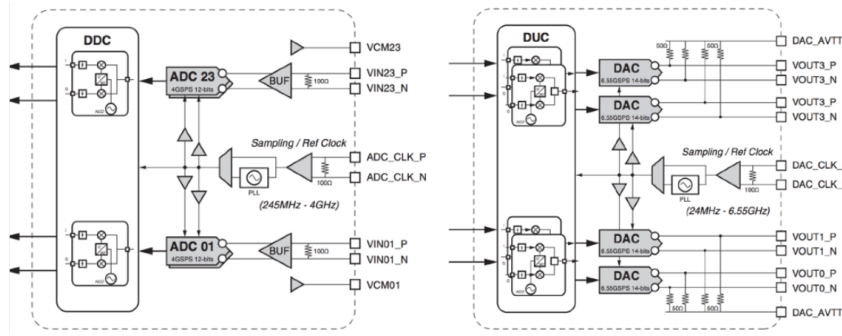 DDC
VCM23
ADC 23
4GSPS 12-bits
BUF
100Ω
VIN23_P
VIN23_N
Sampling / Ref Clock
ADC_CLK_P
ADC_CLK_N
100Ω
PLL
(245MHz - 4GHz)
ADC 01
4GSPS 12-bits
BUF
100Ω
VIN01_P
VIN01_N
VCM01
DUC
50Ω
50Ω
DAC_AVTT
DAC
6.55GSPS 14-bits
VOUT3_P
VOUT3_N
DAC
6.55GSPS 14-bits
VOUT3_P
VOUT3_N
Sampling / Ref Clock
DAC_CLK_
DAC_CLK_
100Ω
PLL
(24MHz - 6.55GHz)
DAC
6.55GSPS 14-bits
VOUT1_P
VOUT1_N
DAC
6.55GSPS 14-bits
VOUT0_P
VOUT0_N
50Ω
50Ω
DAC_AVTT